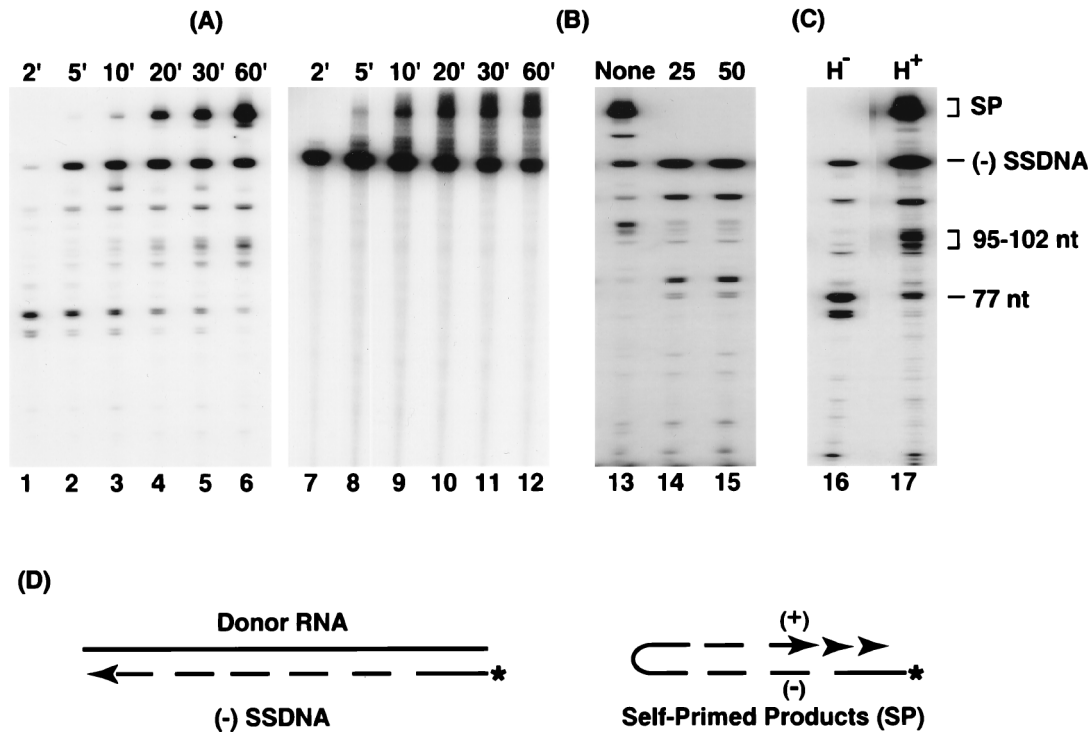 (A) (B) (C)
2' 5' 10' 20' 30' 60' 2' 5' 10' 20' 30' 60' None 25 50 H⁻ H⁺
SP
(-) SSDNA
95-102 nt
77 nt
1 2 3 4 5 6 7 8 9 10 11 12 13 14 15 16 17
(D)
Donor RNA
(-) SSDNA
(+)
(-)
Self-Primed Products (SP)